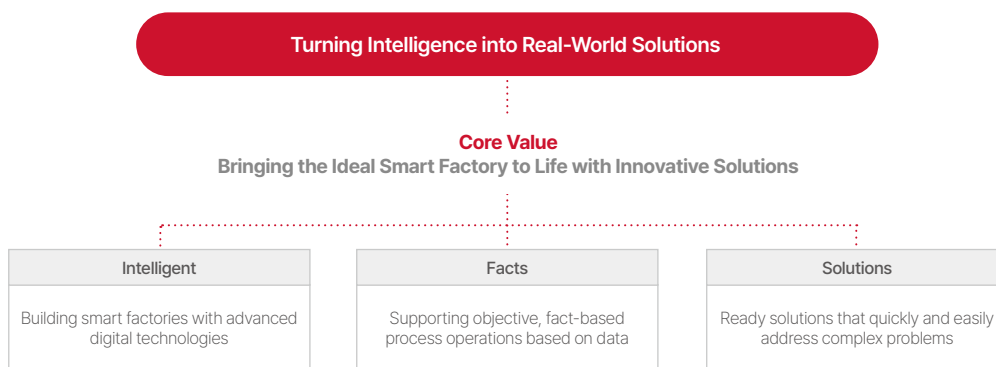 Turning Intelligence into Real-World Solutions
Core Value
Bringing the Ideal Smart Factory to Life with Innovative Solutions
Intelligent
Building smart factories with advanced
digital technologies
Facts
Supporting objective, fact-based
process operations based on data
Solutions
Ready solutions that quickly and easily
address complex problems